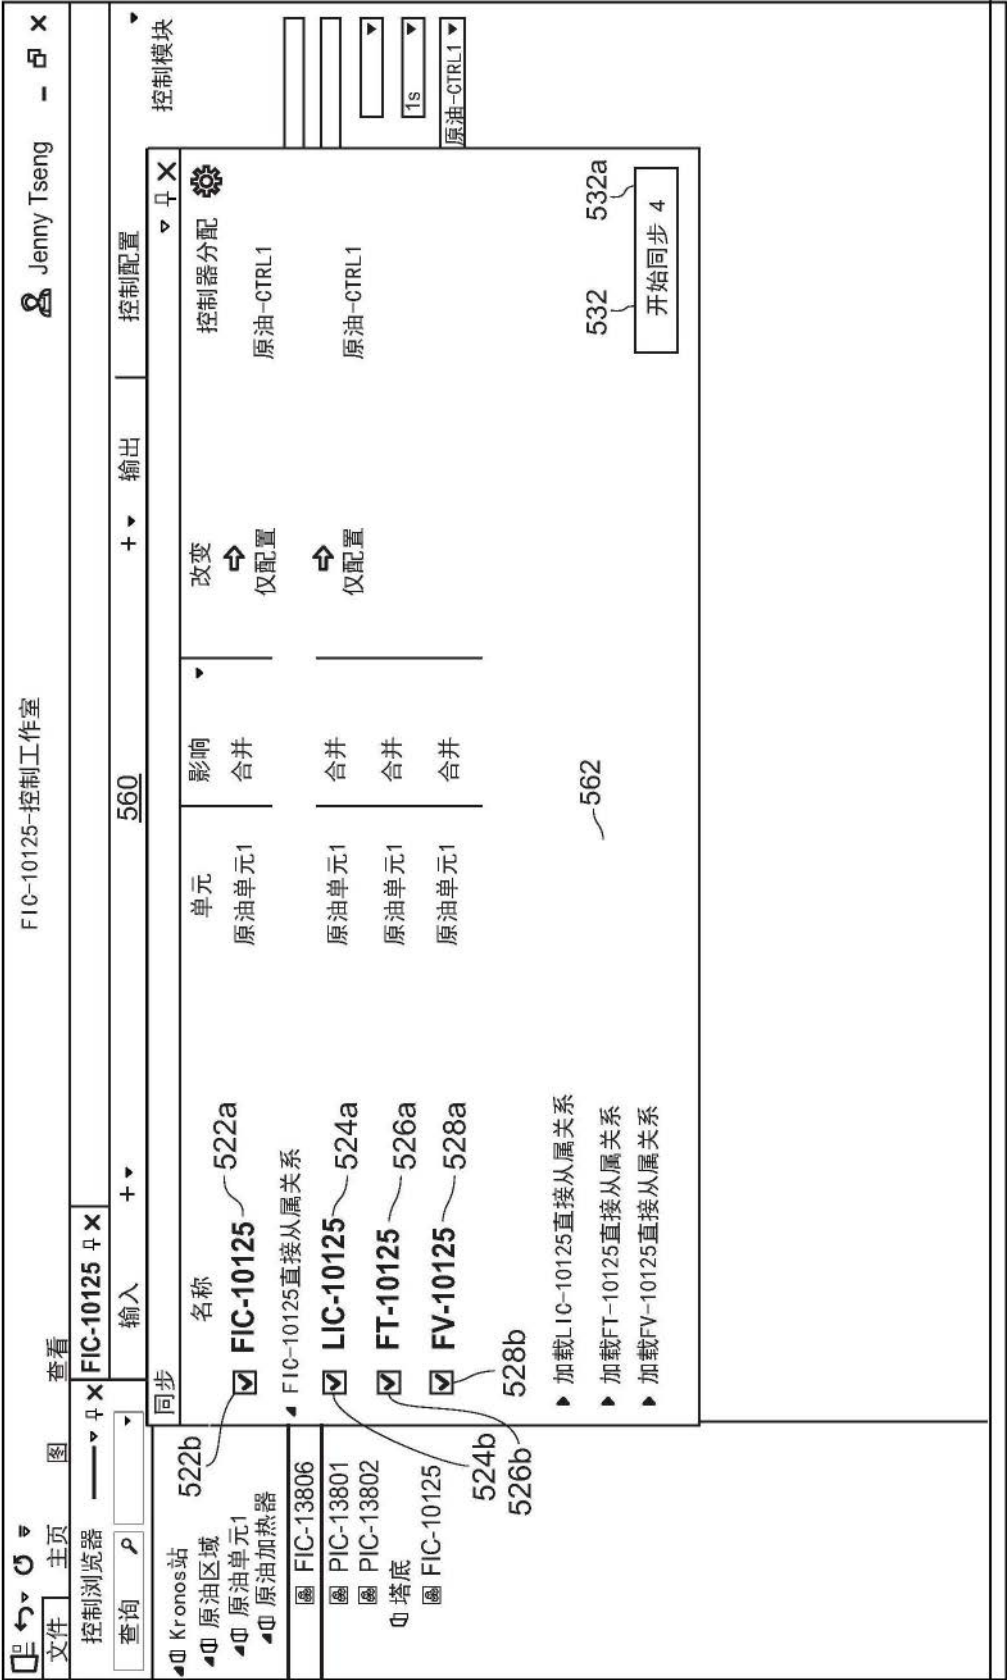 FIC-10125-控制工作室
Jenny Tseng
文件
主页
图
查看
控制浏览器
FIC-10125
查询
输入
560
输出
控制配置
控制模块
Kronos站
原油区域
原油单元1
原油加热器
FIC-13806
PIC-13801
PIC-13802
塔底
FIC-10125
同步
名称 单元 影响 改变 控制器分配
522b
FIC-10125 522a 原油单元1 合并 仅配置 原油-CTRL1
FIC-10125直接从属关系
LIC-10125 524a 原油单元1 合并 仅配置 原油-CTRL1
FT-10125 526a 原油单元1 合并
FV-10125 528a 原油单元1 合并
524b
526b
528b
加载LIC-10125直接从属关系
加载FT-10125直接从属关系
加载FV-10125直接从属关系
562
532
532a
开始同步 4
1s
原油-CTRL1